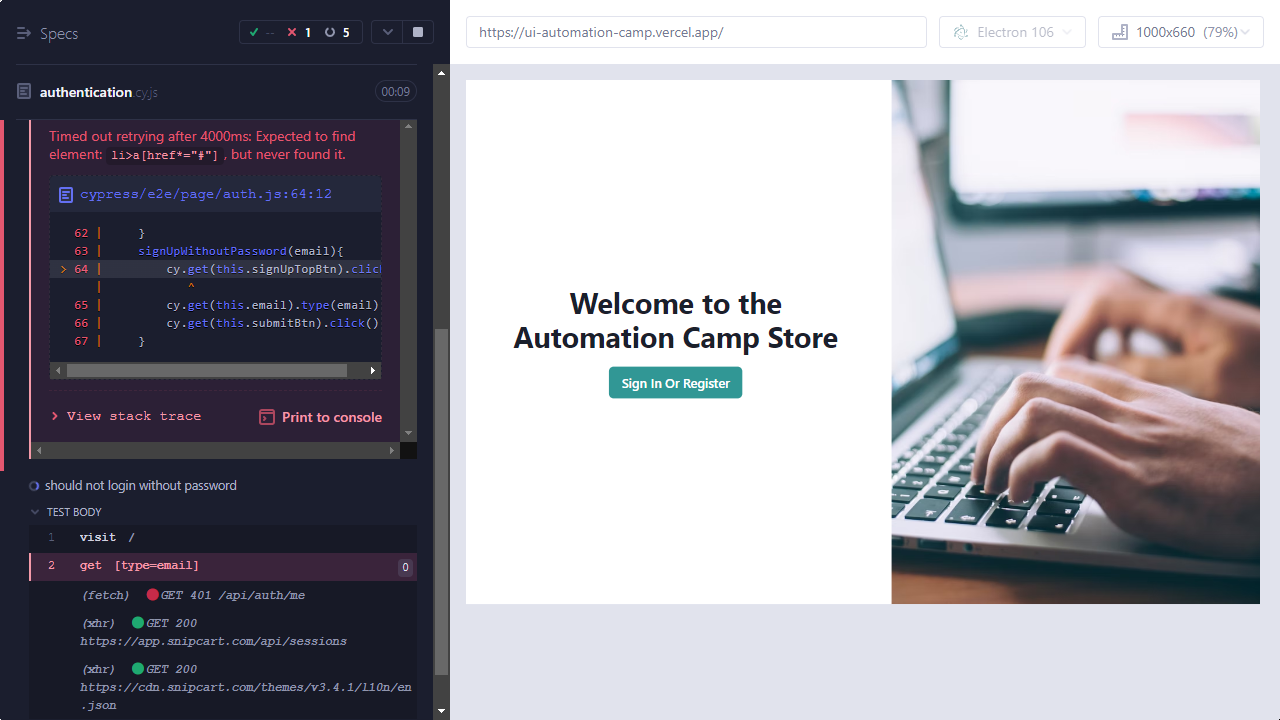 Specs
-- 1 5
https://ui-automation-camp.vercel.app/
Electron 106
1000x660 (79%)
authentication.cy.js
00:09
Timed out retrying after 4000ms: Expected to find
element: li>a[href*="#"] , but never found it.
cypress/e2e/page/auth.js:64:12
62 | }
63 | signUpWithoutPassword(email){
> 64 | cy.get(this.signUpTopBtn).clic
| ^
65 | cy.get(this.email).type(email)
66 | cy.get(this.submitBtn).click()
67 | }
View stack trace
Print to console
should not login without password
TEST BODY
1 visit /
2 get [type=email] 0
(fetch) GET 401 /api/auth/me
(xhr) GET 200
https://app.snipcart.com/api/sessions
(xhr) GET 200
https://cdn.snipcart.com/themes/v3.4.1/l10n/en
.json
Welcome to the
Automation Camp Store
Sign In Or Register